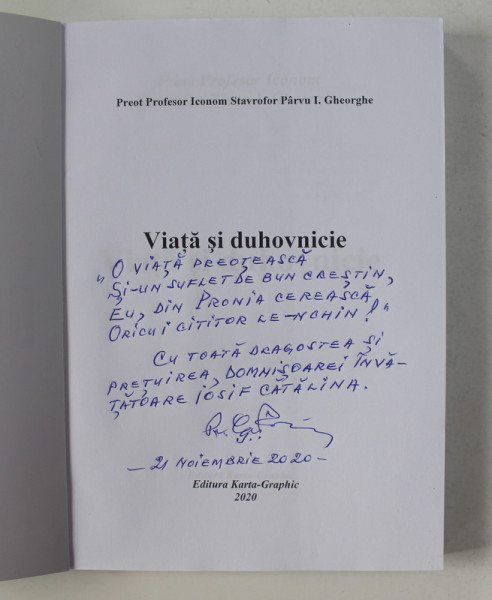 Preot Profesor Iconom Stavrofor Pârvu I. Gheorghe
Viață și duhovnicie
„O VIAȚĂ PREOȚEASCĂ
ȘI-UN SUFLET DE BUN CREȘTIN,
EU, DIN PRONIA CEREASCĂ,
ORICUI CITITOR LE-NCHIN!"
CU TOATĂ DRAGOSTEA ȘI
PREȚUIREA, DOMNIȘOAREI ÎNVĂ-
ȚĂTOARE IOSIF CĂTĂLINA.
– 21 NOIEMBRIE 2020 –
Editura Karta-Graphic
2020